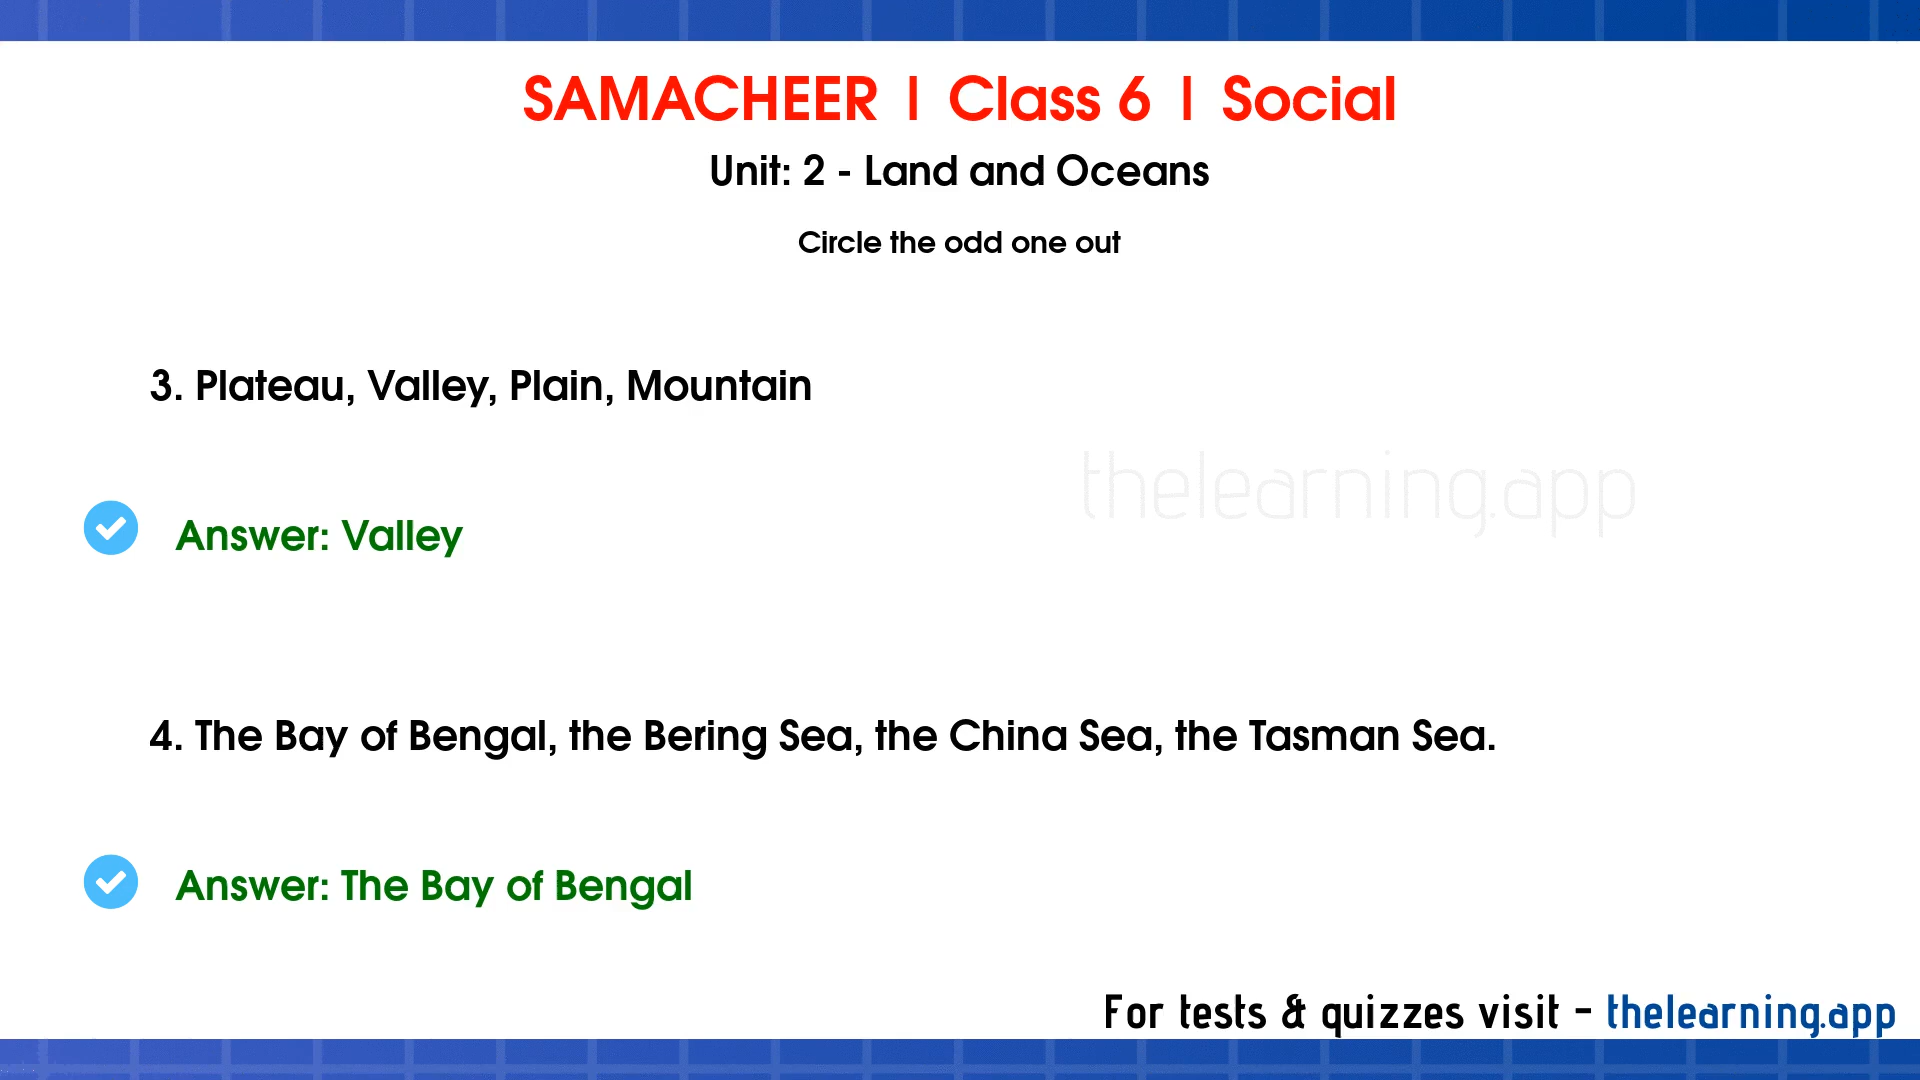 SAMACHEER | Class 6 | Social
Unit: 2 - Land and Oceans
Circle the odd one out
3. Plateau, Valley, Plain, Mountain
thelearning.app
Answer: Valley
4. The Bay of Bengal, the Bering Sea, the China Sea, the Tasman Sea.
Answer: The Bay of Bengal
For tests & quizzes visit - thelearning.app